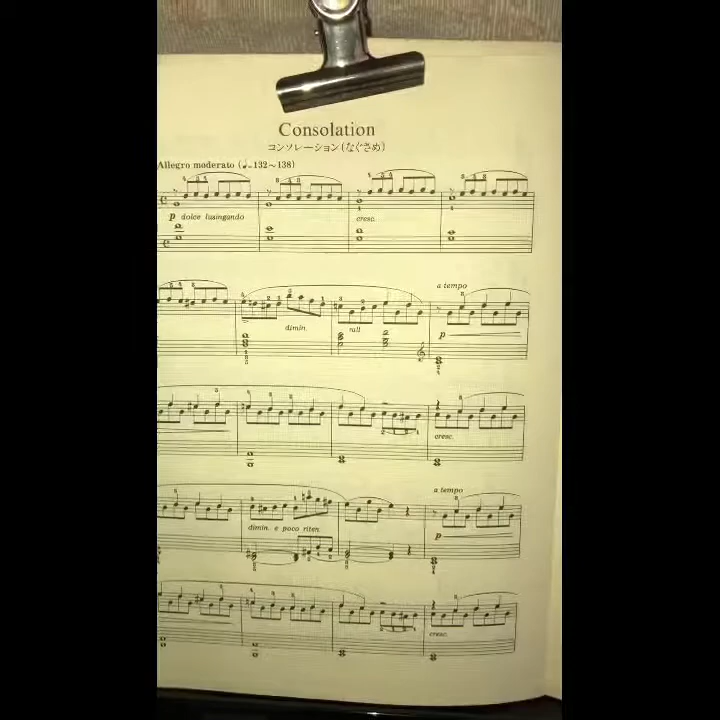 Consolation
コンソレーション(なぐさめ)
Allegro moderato (♩=132~138)
p dolce lusingando
cresc.
a tempo
dimin.
rall
p
cresc.
a tempo
dimin. e poco riten.
p
cresc.